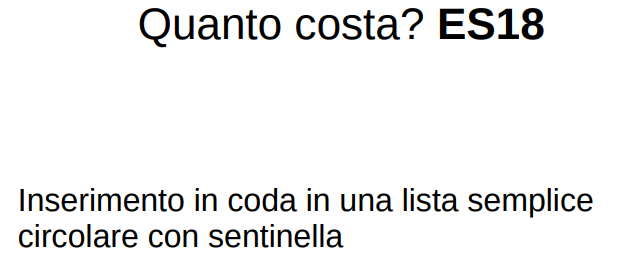 Quanto costa? ES18
Inserimento in coda in una lista semplice
circolare con sentinella